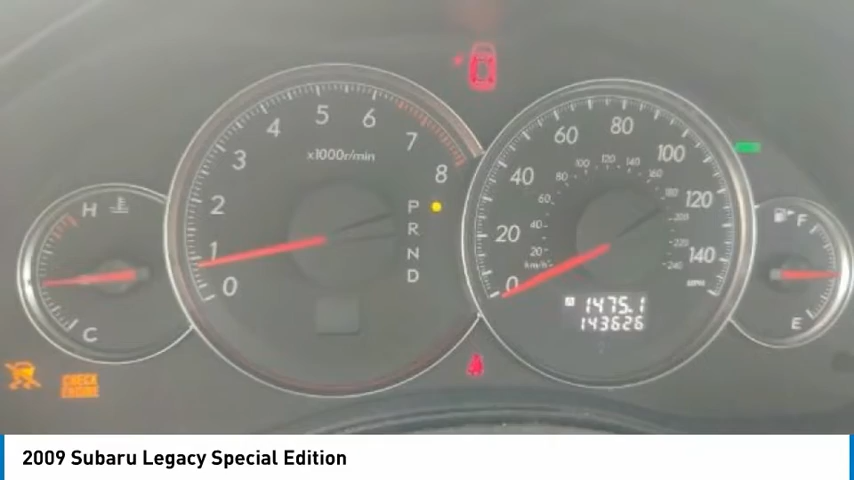 H
C
0
1
2
3
4
5
6
7
8
x1000r/min
P
R
N
D
0
20
40
60
80
100
120
140
20
40
60
80
100
120
140
160
180
200
220
240
km/h
A 1475.1
143626
F
E
CHECK
ENGINE
2009 Subaru Legacy Special Edition